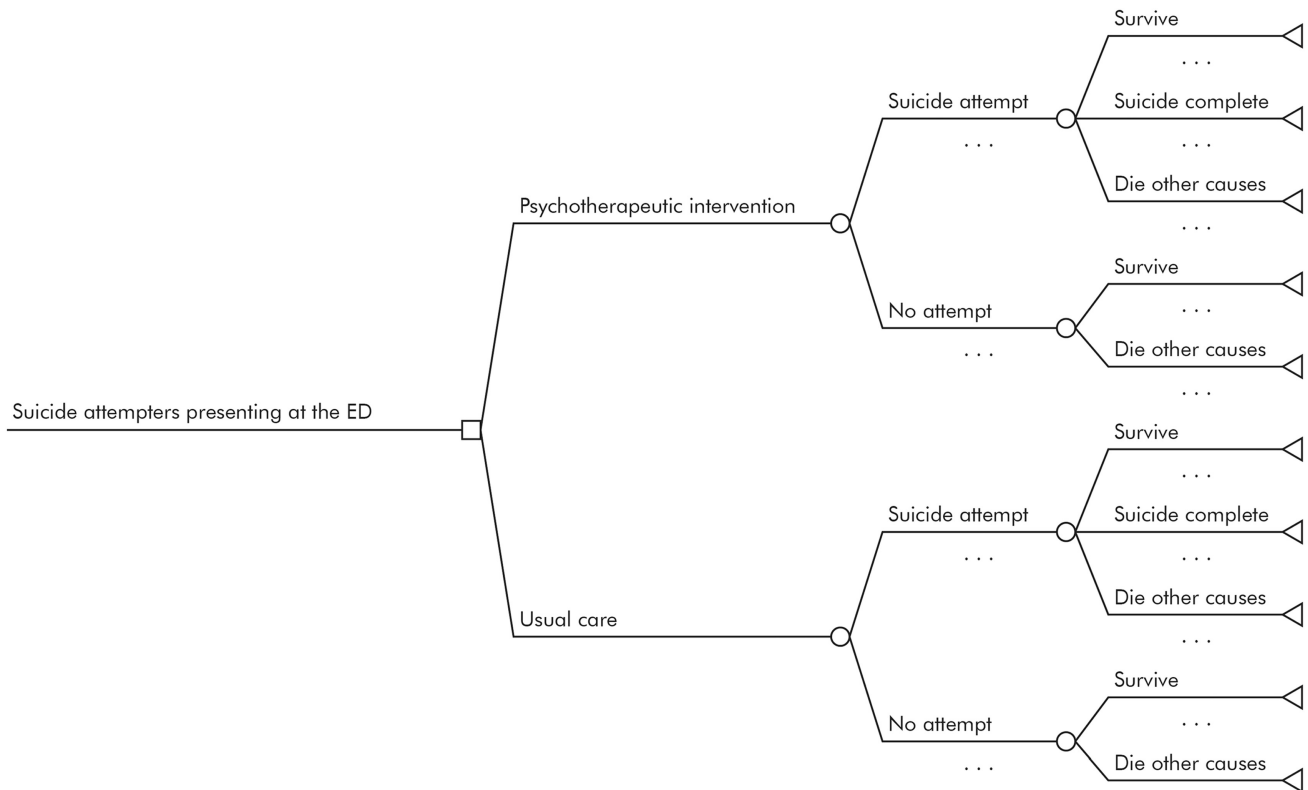 Survive
. . .
Suicide attempt
Suicide complete
. . .
. . .
Die other causes
Psychotherapeutic intervention
. . .
Survive
No attempt
. . .
. . .
Die other causes
. . .
Suicide attempters presenting at the ED
Survive
. . .
Suicide attempt
Suicide complete
. . .
. . .
Die other causes
Usual care
. . .
Survive
No attempt
. . .
. . .
Die other causes